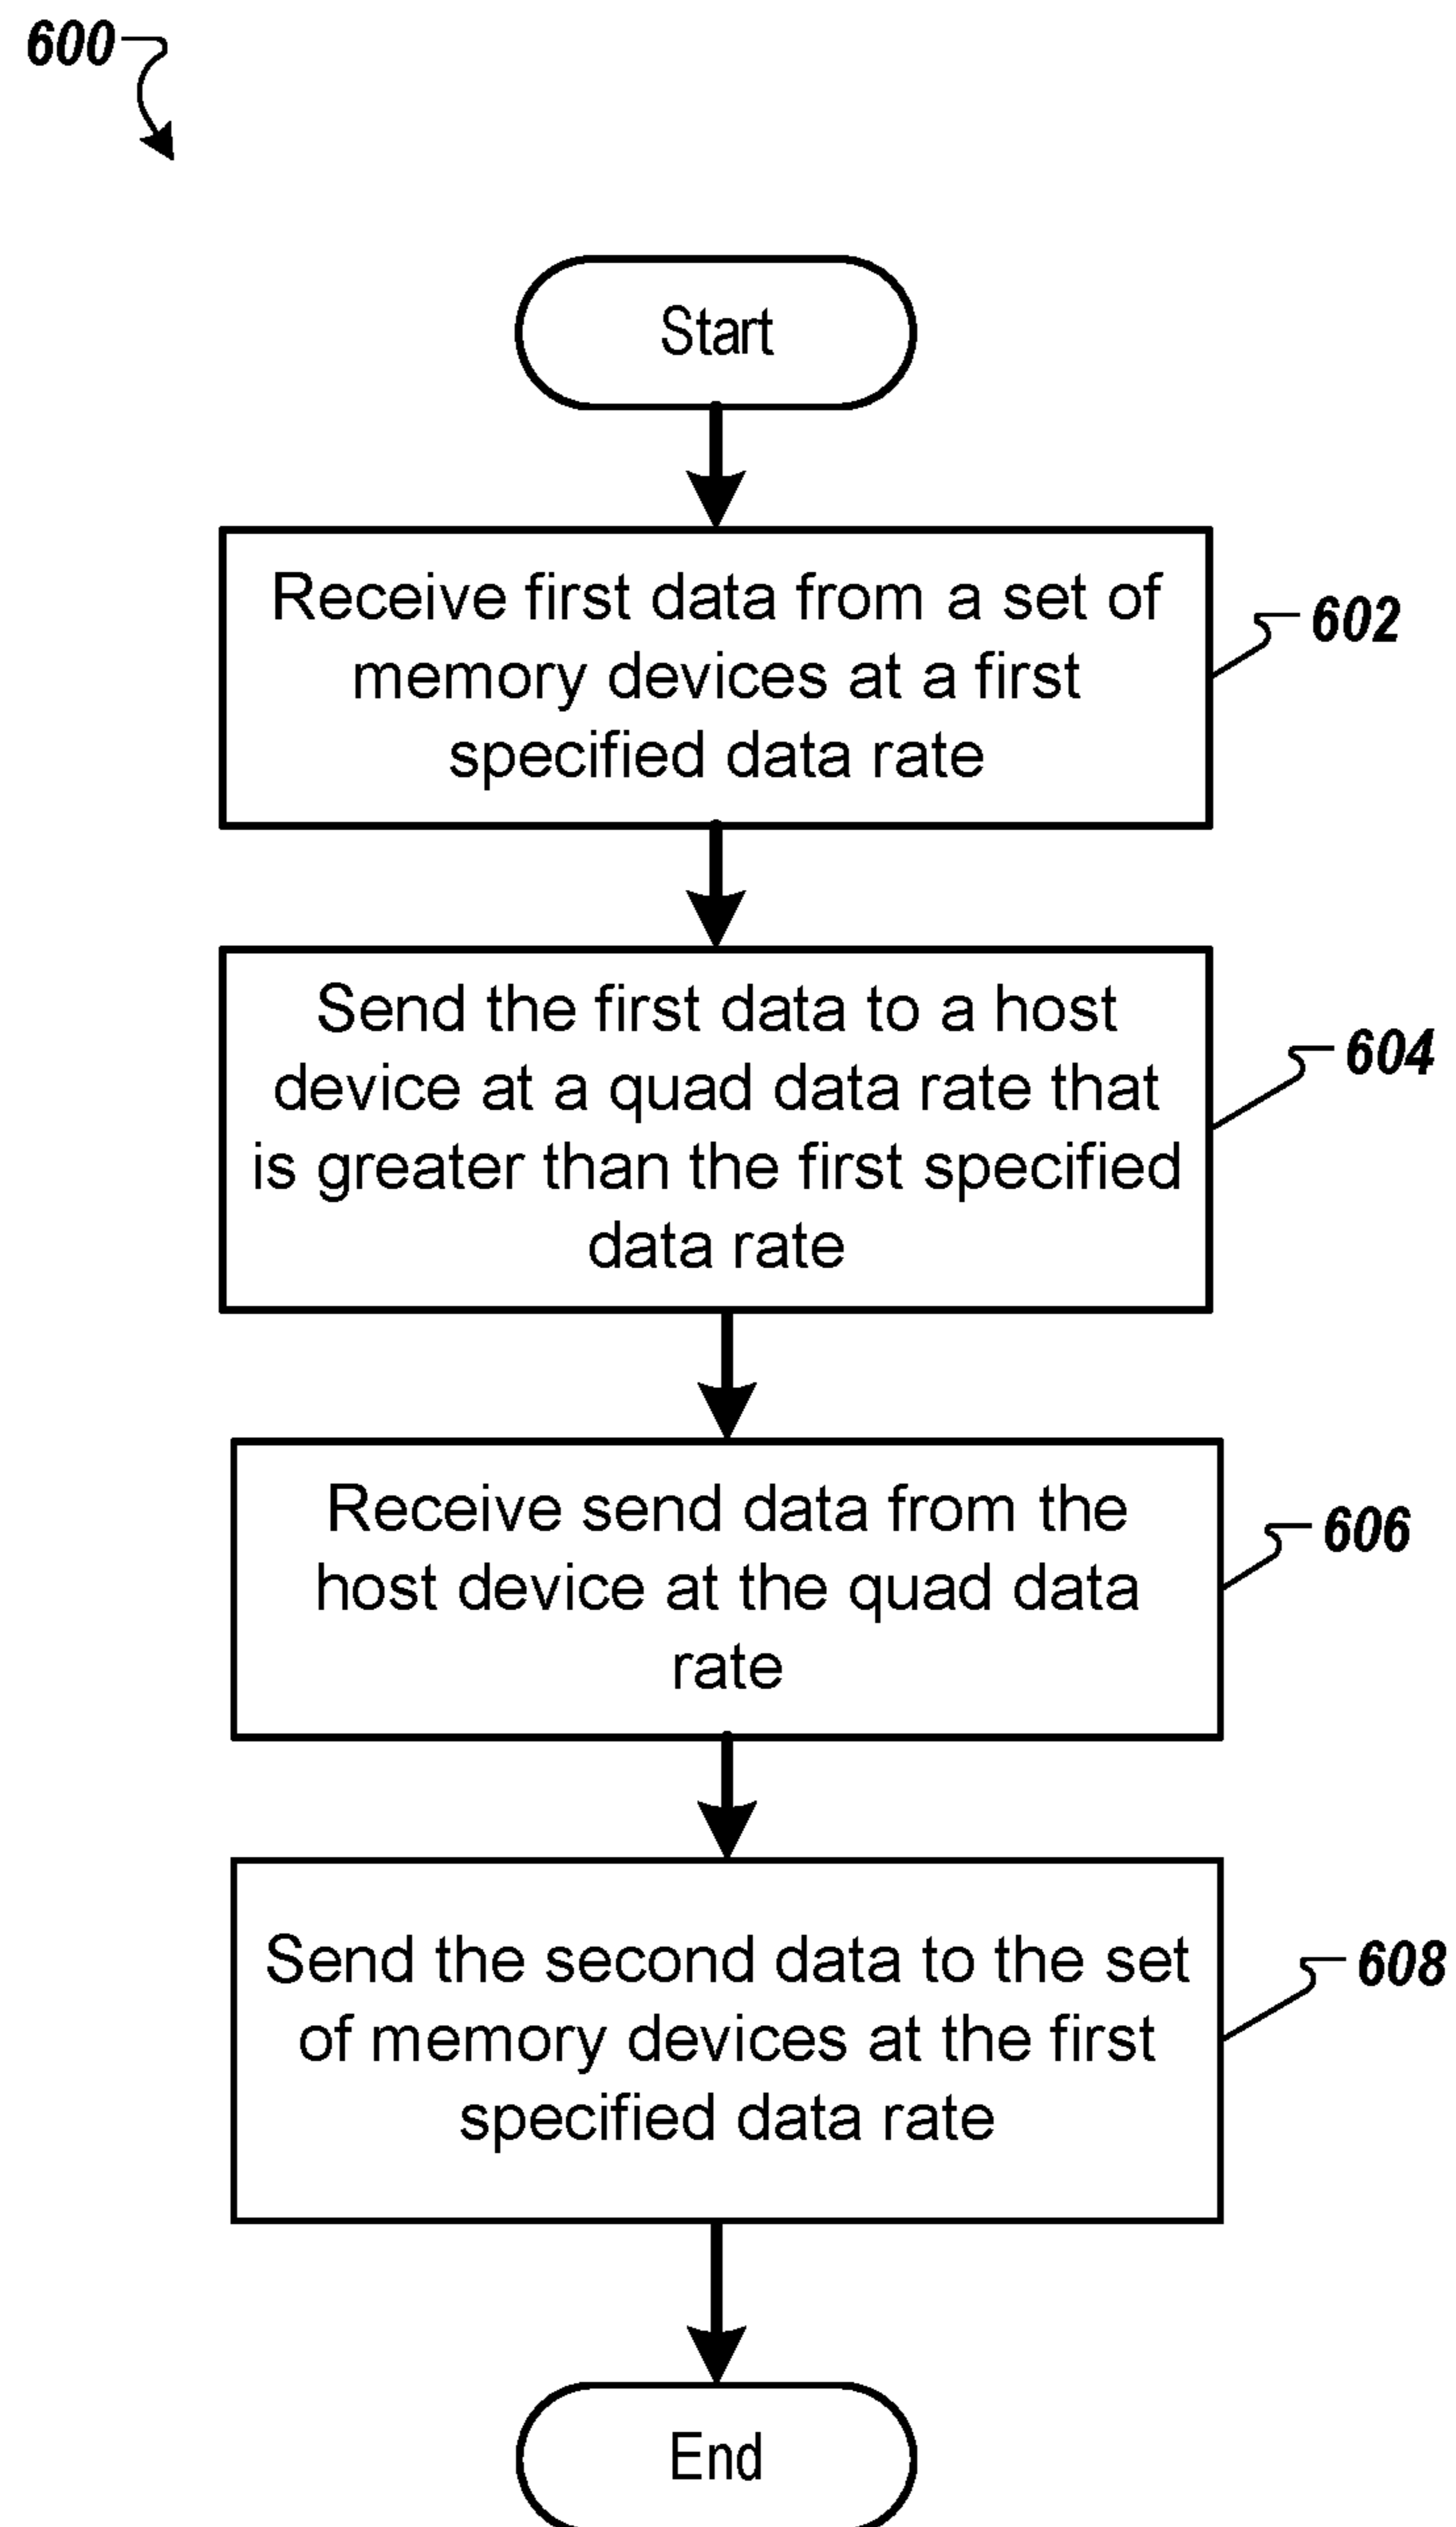 600
Start
Receive first data from a set of
memory devices at a first
specified data rate
602
Send the first data to a host
device at a quad data rate that
is greater than the first specified
data rate
604
Receive send data from the
host device at the quad data
rate
606
Send the second data to the set
of memory devices at the first
specified data rate
608
End